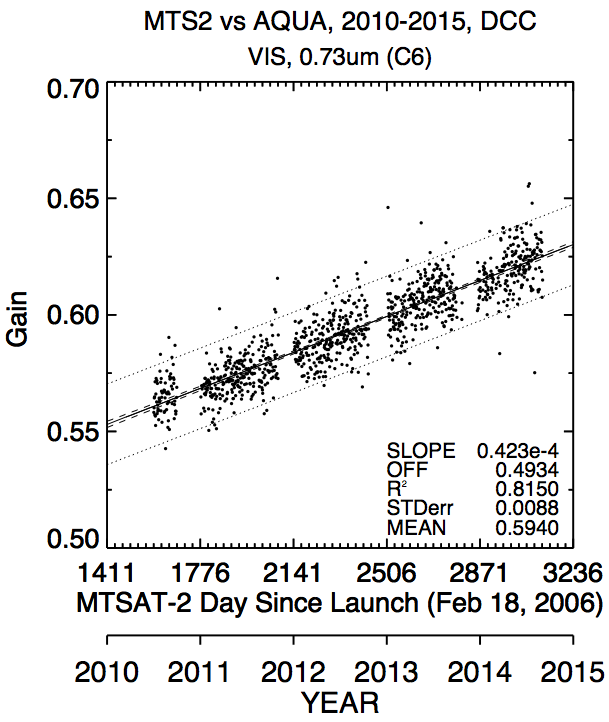 MTS2 vs AQUA, 2010-2015, DCC
VIS, 0.73um (C6)
0.70
0.65
0.60
0.55
0.50
Gain
SLOPE 0.423e-4
OFF 0.4934
R² 0.8150
STDerr 0.0088
MEAN 0.5940
1411 1776 2141 2506 2871 3236
MTSAT-2 Day Since Launch (Feb 18, 2006)
2010 2011 2012 2013 2014 2015
YEAR